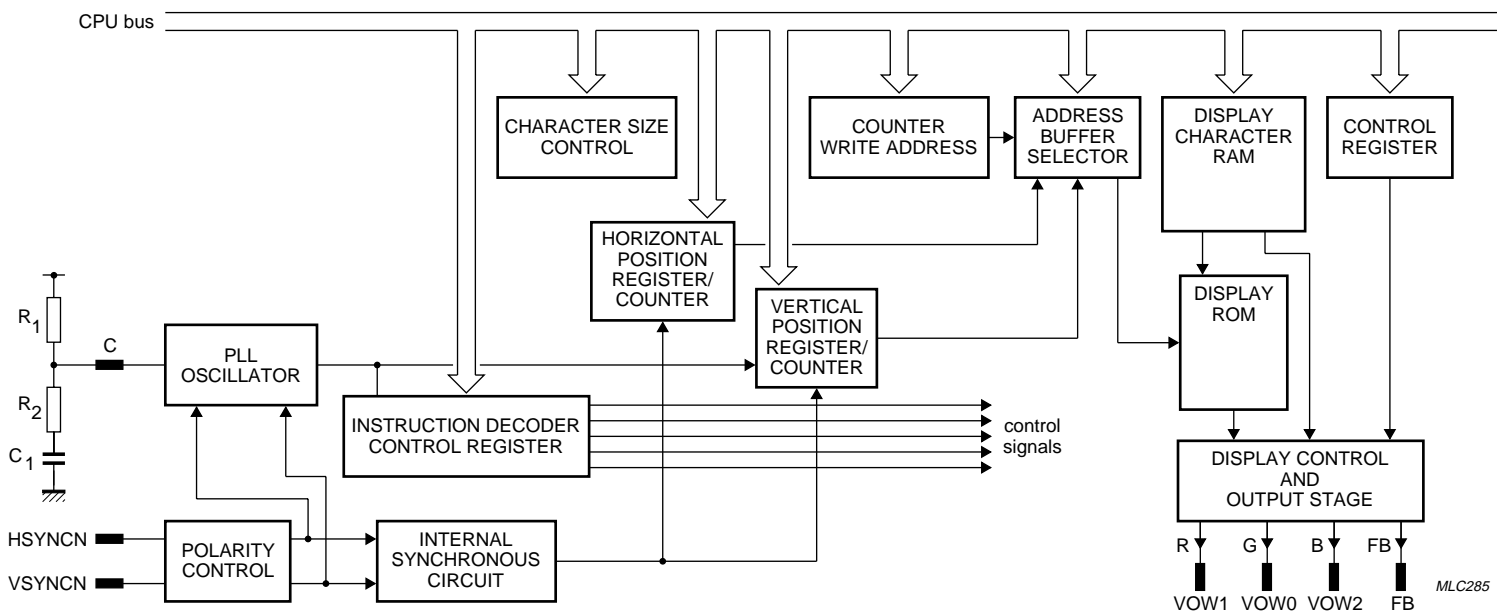 CPU bus
CHARACTER SIZE
CONTROL
COUNTER
WRITE ADDRESS
ADDRESS
BUFFER
SELECTOR
DISPLAY
CHARACTER
RAM
CONTROL
REGISTER
HORIZONTAL
POSITION
REGISTER/
COUNTER
VERTICAL
POSITION
REGISTER/
COUNTER
DISPLAY
ROM
R1
C
PLL
OSCILLATOR
R2
C1
INSTRUCTION DECODER
CONTROL REGISTER
control
signals
DISPLAY CONTROL
AND
OUTPUT STAGE
HSYNCN
VSYNCN
POLARITY
CONTROL
INTERNAL
SYNCHRONOUS
CIRCUIT
R
G
B
FB
VOW1
VOW0
VOW2
FB
MLC285